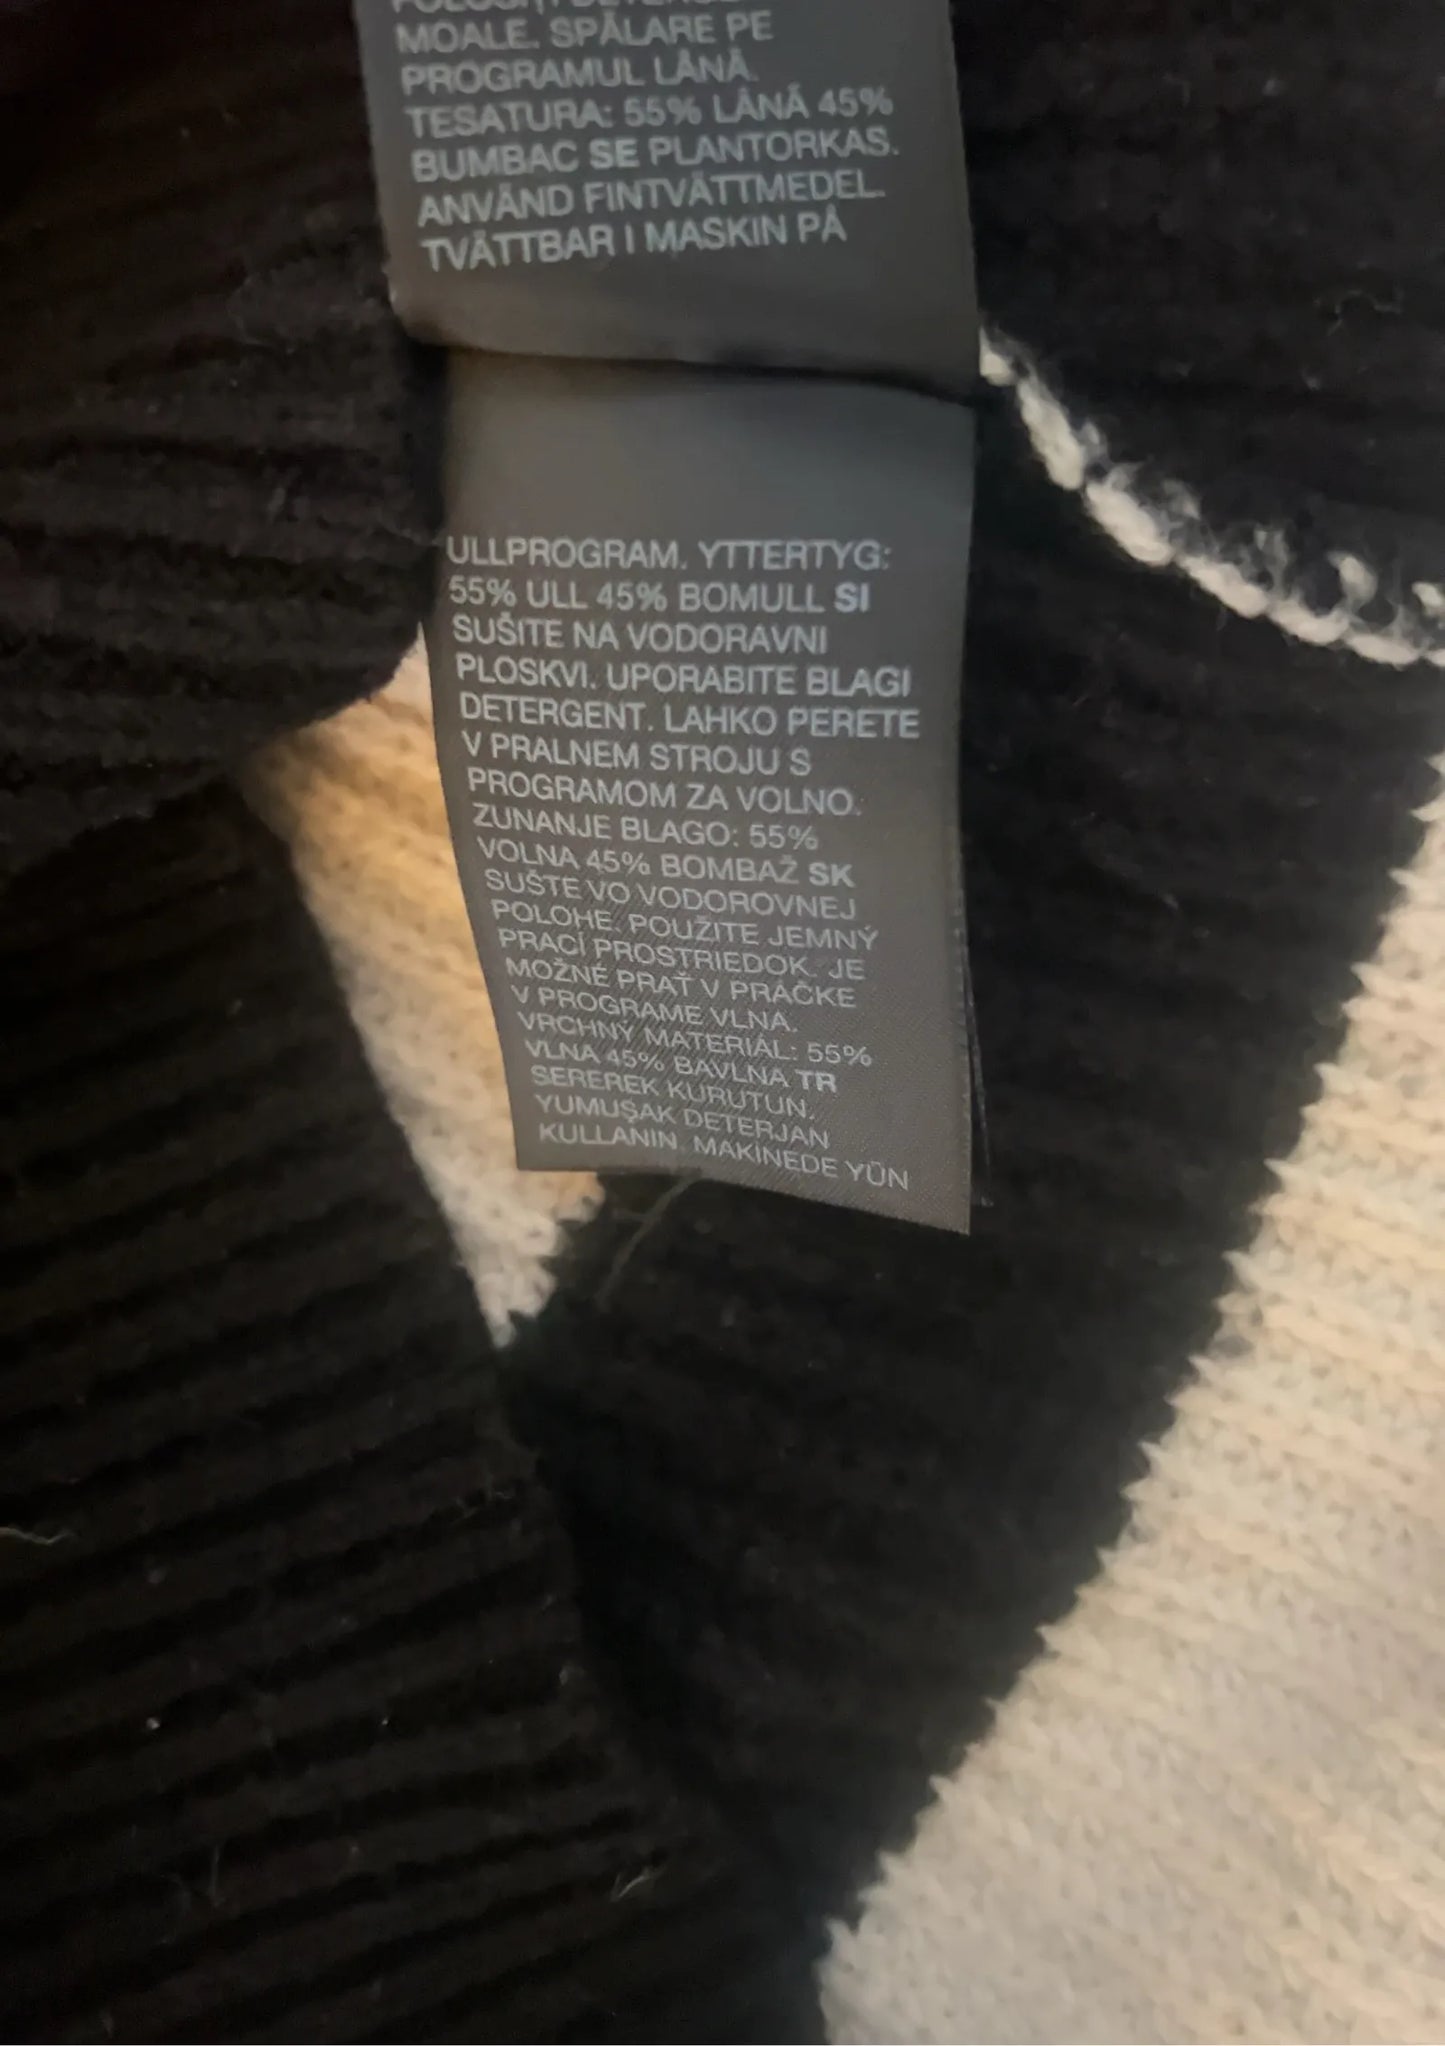 MOALE. SPĂLARE PE
PROGRAMUL LÂNĂ.
TESATURA: 55% LÂNĂ 45%
BUMBAC SE PLANTORKAS.
ANVÄND FINTVÄTTMEDEL.
TVÄTTBAR I MASKIN PÅ
ULLPROGRAM. YTTERTYG:
55% ULL 45% BOMULL SI
SUŠITE NA VODORAVNI
PLOSKVI. UPORABITE BLAGI
DETERGENT. LAHKO PERETE
V PRALNEM STROJU S
PROGRAMOM ZA VOLNO.
ZUNANJE BLAGO: 55%
VOLNA 45% BOMBAŽ SK
SUŠTE VO VODOROVNEJ
POLOHE. POUŽITE JEMNÝ
PRACÍ PROSTRIEDOK. JE
MOŽNÉ PRAŤ V PRÁČKE
V PROGRAME VLNA.
VRCHNÝ MATERIÁL: 55%
VLNA 45% BAVLNA TR
SEREREK KURUTUN.
YUMUŞAK DETERJAN
KULLANIN. MAKİNEDE YÜN